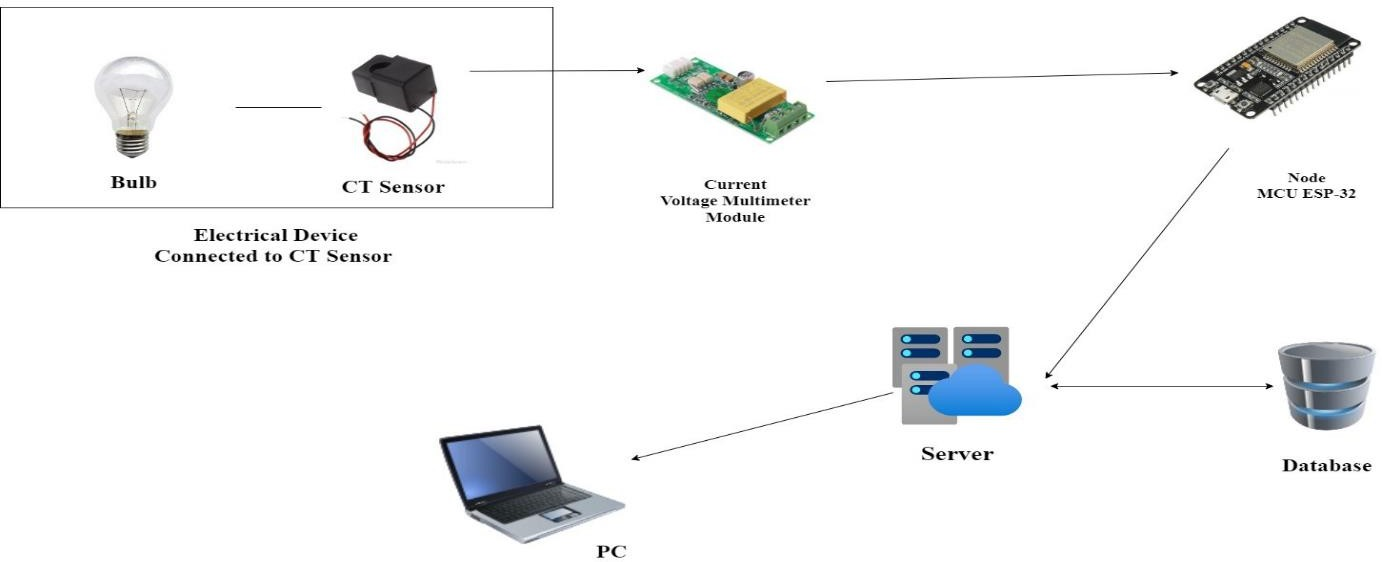 Bulb
CT Sensor
Electrical Device
Connected to CT Sensor
Current
Voltage Multimeter
Module
Node
MCU ESP-32
Server
Database
PC